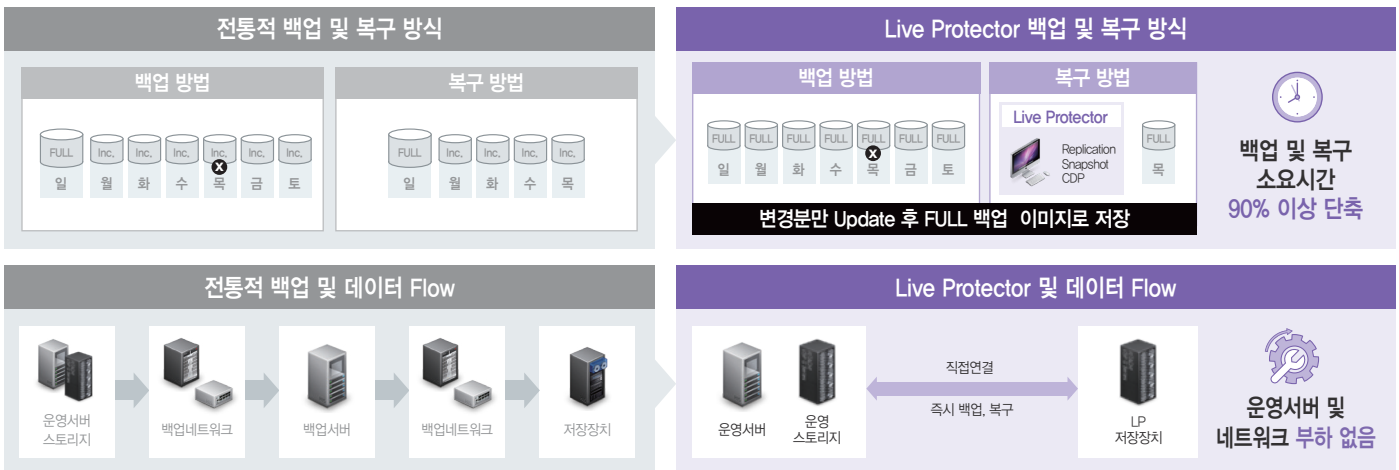 전통적 백업 및 복구 방식
백업 방법
FULL Inc. Inc. Inc. Inc. Inc. Inc.
X
일 월 화 수 목 금 토
복구 방법
FULL Inc. Inc. Inc. Inc.
일 월 화 수 목
Live Protector 백업 및 복구 방식
백업 방법
FULL FULL FULL FULL FULL FULL FULL
X
일 월 화 수 목 금 토
복구 방법
Live Protector
Replication
Snapshot
CDP
FULL
목
변경분만 Update 후 FULL 백업 이미지로 저장
백업 및 복구
소요시간
90% 이상 단축
전통적 백업 및 데이터 Flow
운영서버
스토리지
백업네트워크
백업서버
백업네트워크
저장장치
Live Protector 및 데이터 Flow
운영서버
운영
스토리지
직접연결
즉시 백업, 복구
LP
저장장치
운영서버 및
네트워크 부하 없음